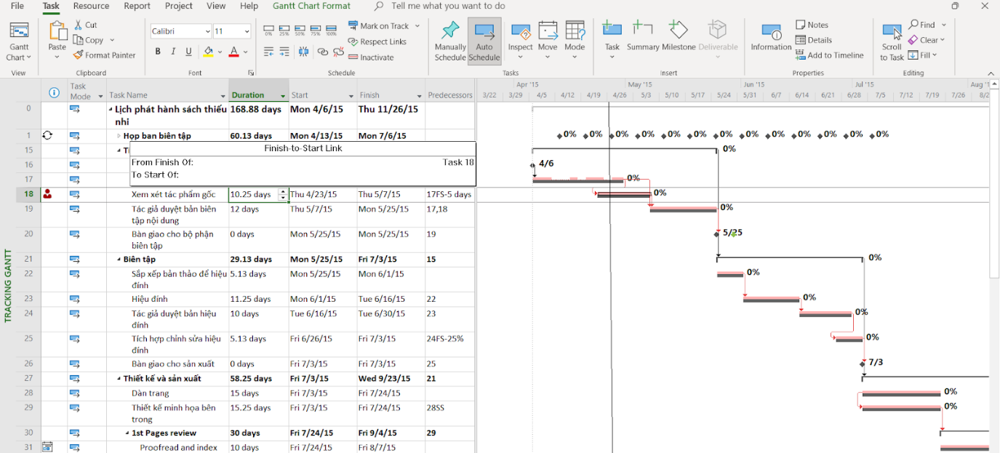 File Task Resource Report Project View Help Gantt Chart Format Tell me what you want to do
Gantt Chart
View
Paste
Cut
Copy
Format Painter
Clipboard
Calibri 11
B I U A
Font
0% 25% 50% 75% 100%
Mark on Track
Respect Links
Inactivate
Schedule
Manually Schedule
Auto Schedule
Inspect
Move
Mode
Tasks
Task
Summary
Milestone
Deliverable
Insert
Information
Notes
Details
Add to Timeline
Properties
Scroll to Task
Find
Clear
Fill
Editing
Task Mode Task Name Duration Start Finish Predecessors
Apr '15 May '15 Jun '15 Jul '15 Aug '1
3/22 3/29 4/5 4/12 4/19 4/26 5/3 5/10 5/17 5/24 5/31 6/7 6/14 6/21 6/28 7/5 7/12 7/19 7/26 8/2
0 Lịch phát hành sách thiếu 168.88 days Mon 4/6/15 Thu 11/26/15
nhi
1 Họp ban biên tập 60.13 days Mon 4/13/15 Mon 7/6/15
0% 0% 0% 0% 0% 0% 0% 0% 0% 0% 0% 0% 0%
15
0%
Finish-to-Start Link
From Finish Of: Task 18
To Start Of:
16
4/6
17
0%
18 Xem xét tác phẩm gốc 10.25 days Thu 4/23/15 Thu 5/7/15 17FS-5 days
0%
19 Tác giả duyệt bản biên 12 days Thu 5/7/15 Mon 5/25/15 17,18
tập nội dung
0%
20 Bàn giao cho bộ phận 0 days Mon 5/25/15 Mon 5/25/15 19
biên tập
5/25
21 Biên tập 29.13 days Mon 5/25/15 Fri 7/3/15 15
0%
22 Sắp xếp bản thảo để hiệu 5.13 days Mon 5/25/15 Mon 6/1/15
đính
0%
23 Hiệu đính 11.25 days Mon 6/1/15 Tue 6/16/15 22
0%
24 Tác giả duyệt bản hiệu 10 days Tue 6/16/15 Tue 6/30/15 23
đính
0%
25 Tích hợp chỉnh sửa hiệu 5.13 days Fri 6/26/15 Fri 7/3/15 24FS-25%
đính
0%
26 Bàn giao cho sản xuất 0 days Fri 7/3/15 Fri 7/3/15 25
7/3
27 Thiết kế và sản xuất 58.25 days Fri 7/3/15 Wed 9/23/15 21
28 Dàn trang 15 days Fri 7/3/15 Fri 7/24/15
0%
29 Thiết kế minh họa bên 15.25 days Fri 7/3/15 Fri 7/24/15 28SS
trong
0%
30 1st Pages review 30 days Fri 7/24/15 Fri 9/4/15 29
31 Proofread and index 10 days Fri 7/24/15 Fri 8/7/15
TRACKING GANTT